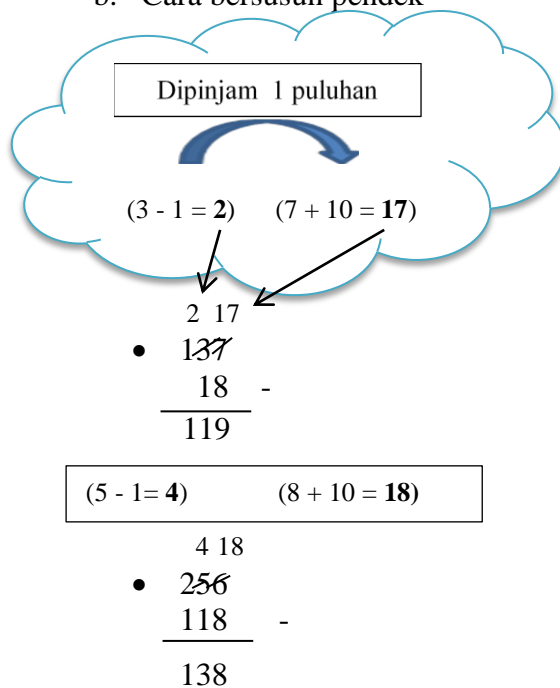 b. Cara bersusun pendek
Dipinjam 1 puluhan
(3 - 1 = 2) (7 + 10 = 17)
2 17
• 137
18 -
119
(5 - 1= 4) (8 + 10 = 18)
4 18
• 256
118 -
138